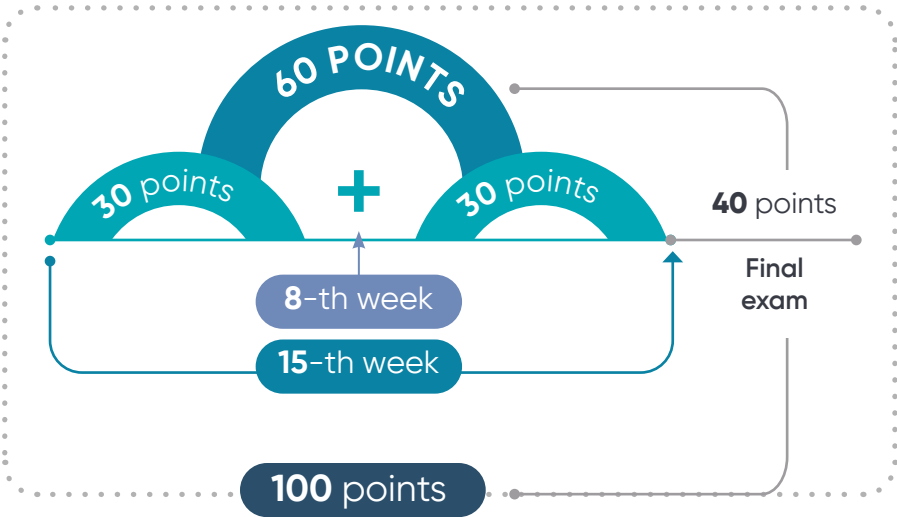 60 POINTS
30 points
+
30 points
40 points
Final
exam
8-th week
15-th week
100 points